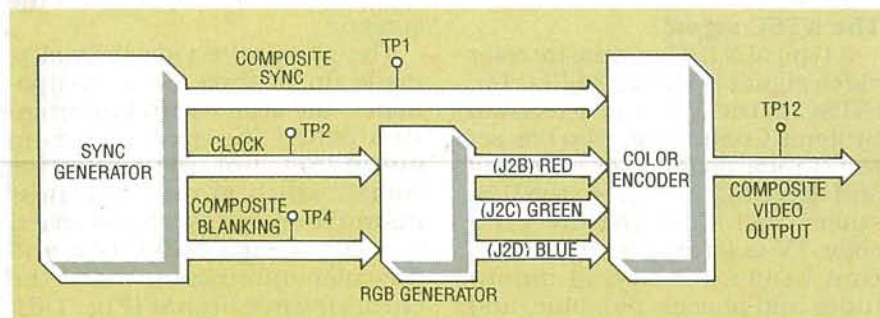 COMPOSITE
SYNC
TP1
TP2
CLOCK
SYNC
GENERATOR
COMPOSITE
BLANKING
TP4
RGB GENERATOR
(J2B) RED
(J2C) GREEN
(J2D) BLUE
COLOR
ENCODER
TP12
COMPOSITE
VIDEO
OUTPUT